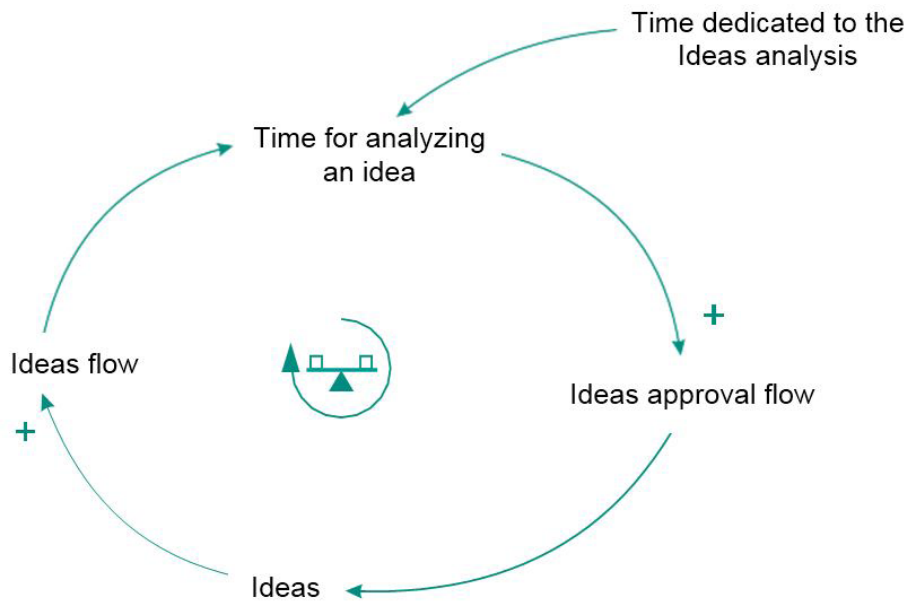 Time dedicated to the
Ideas analysis
Time for analyzing
an idea
+
Ideas flow
Ideas approval flow
+
Ideas